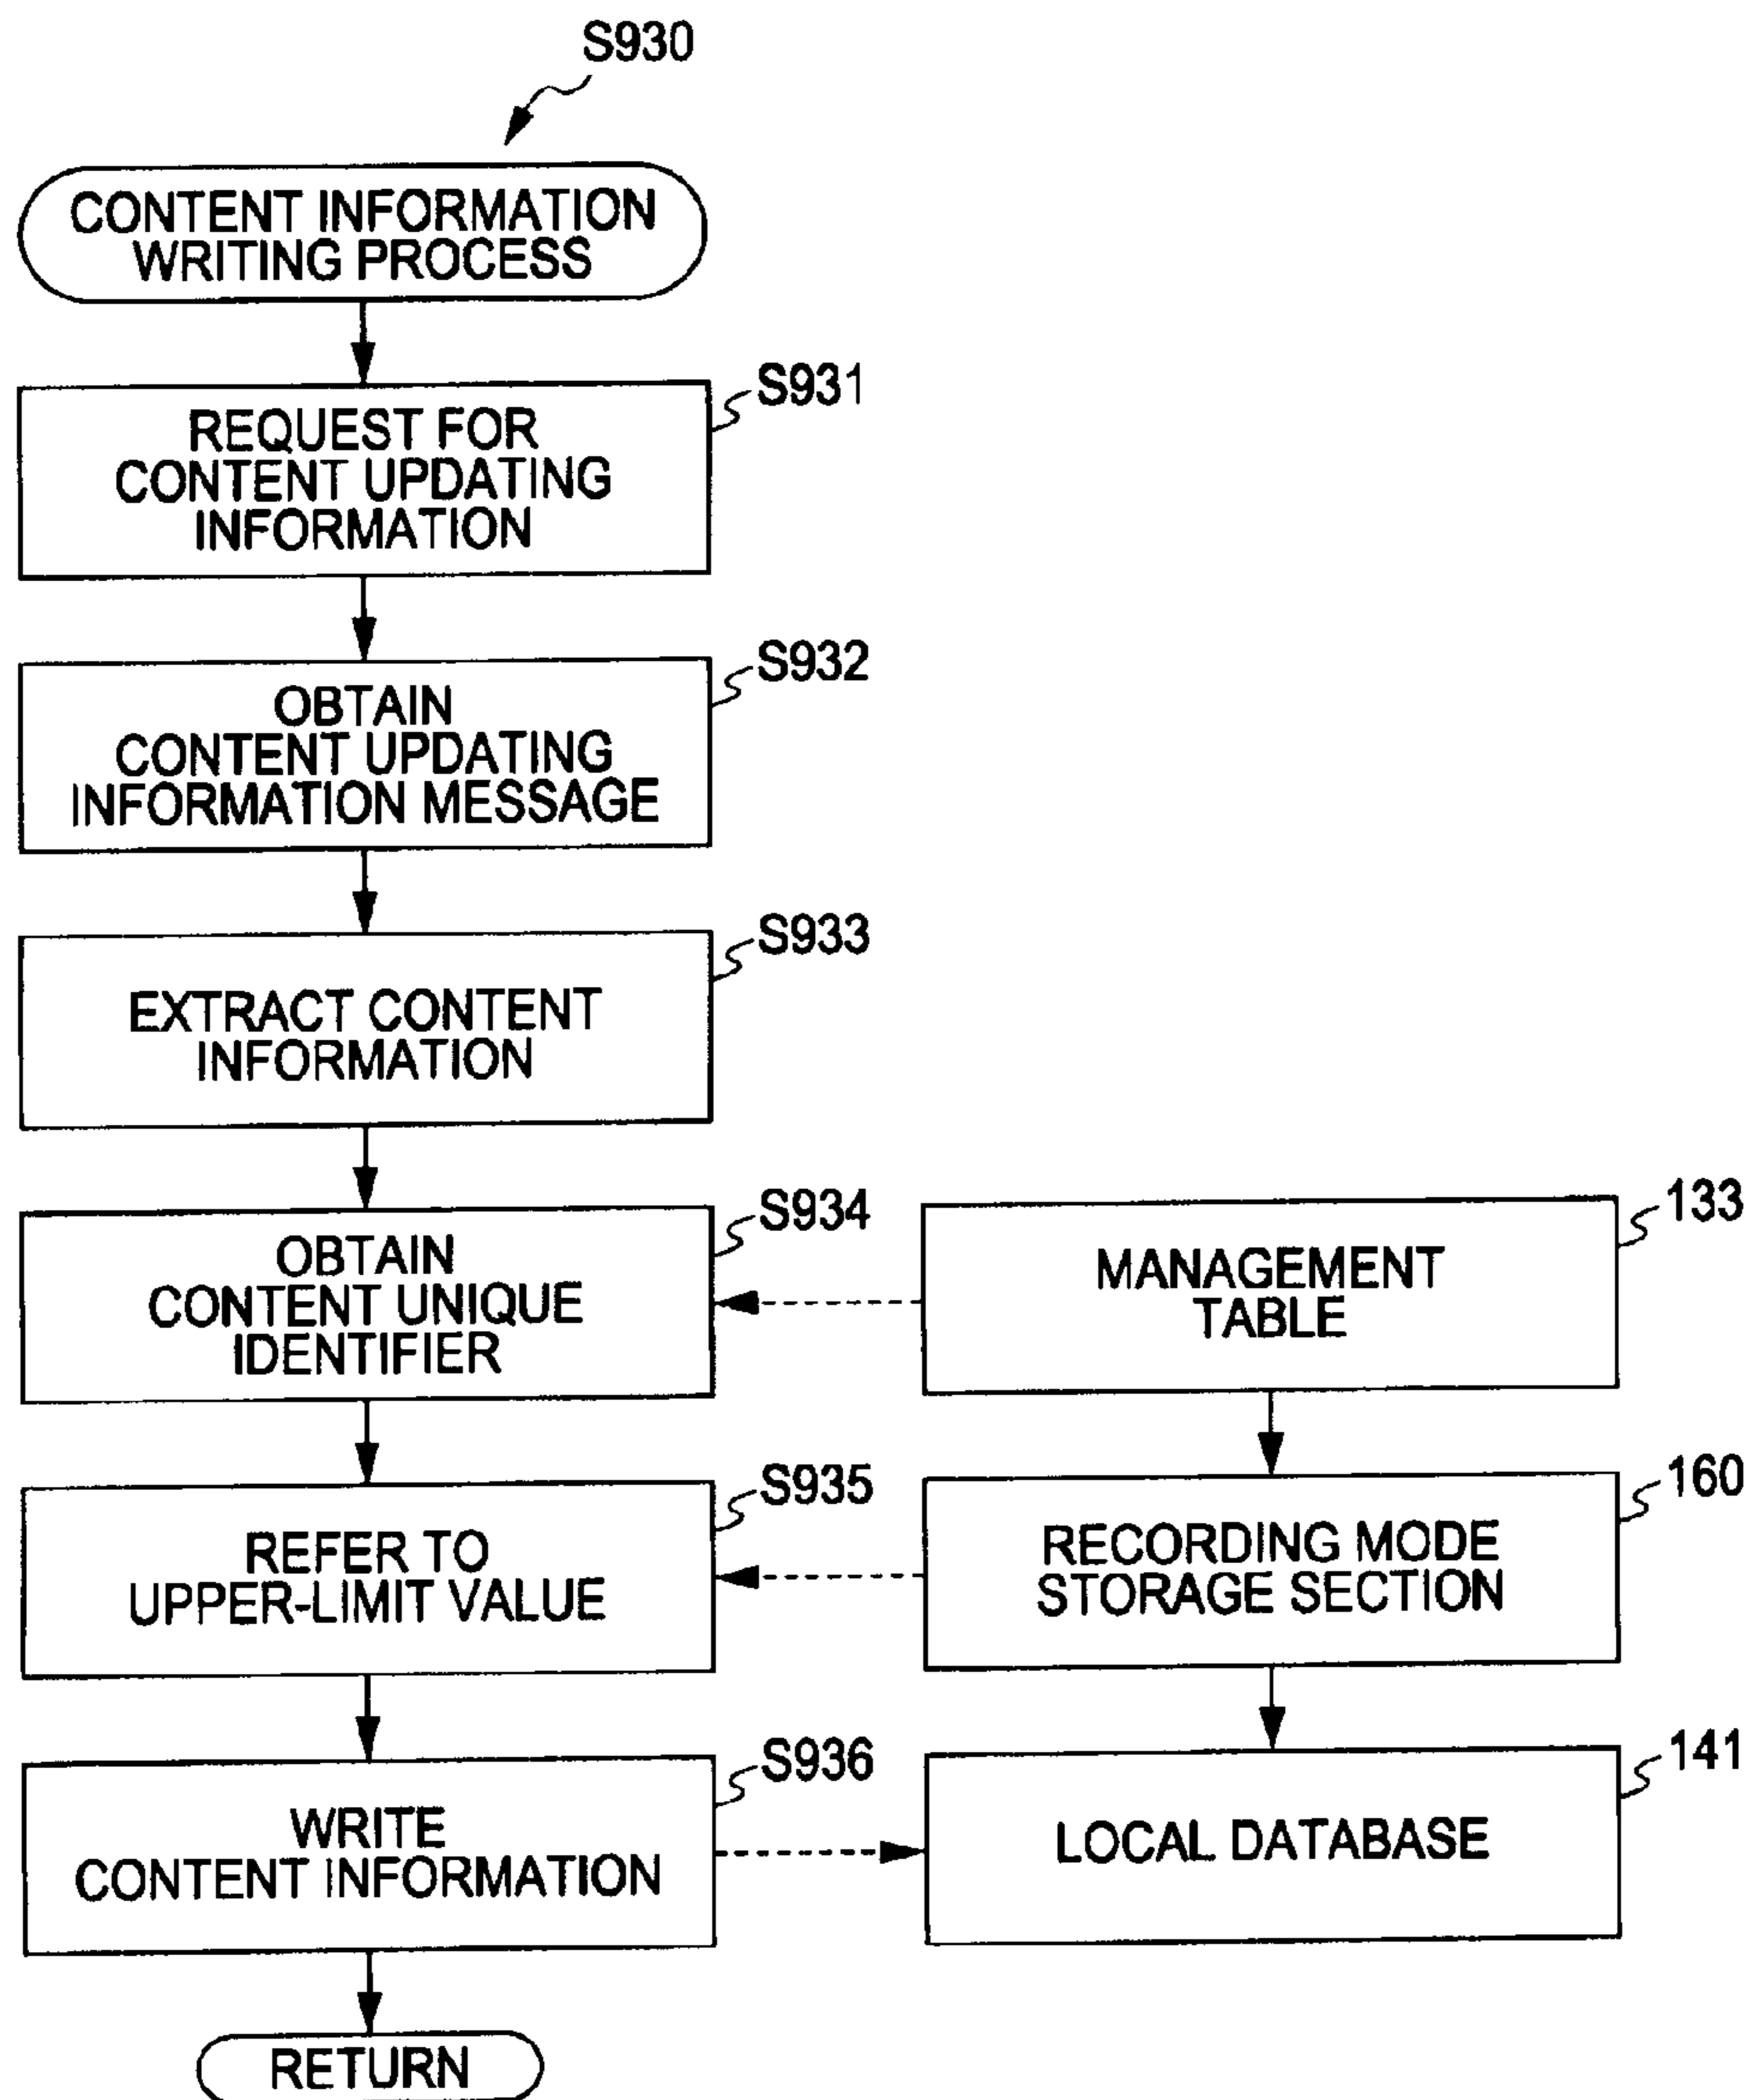 S930
CONTENT INFORMATION
WRITING PROCESS
S931
REQUEST FOR
CONTENT UPDATING
INFORMATION
S932
OBTAIN
CONTENT UPDATING
INFORMATION MESSAGE
S933
EXTRACT CONTENT
INFORMATION
S934
OBTAIN
CONTENT UNIQUE
IDENTIFIER
133
MANAGEMENT
TABLE
S935
REFER TO
UPPER-LIMIT VALUE
160
RECORDING MODE
STORAGE SECTION
S936
WRITE
CONTENT INFORMATION
141
LOCAL DATABASE
RETURN